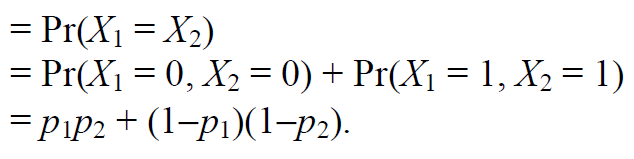 = Pr(X₁ = X₂)
= Pr(X₁ = 0, X₂ = 0) + Pr(X₁ = 1, X₂ = 1)
= p₁p₂ + (1–p₁)(1–p₂).